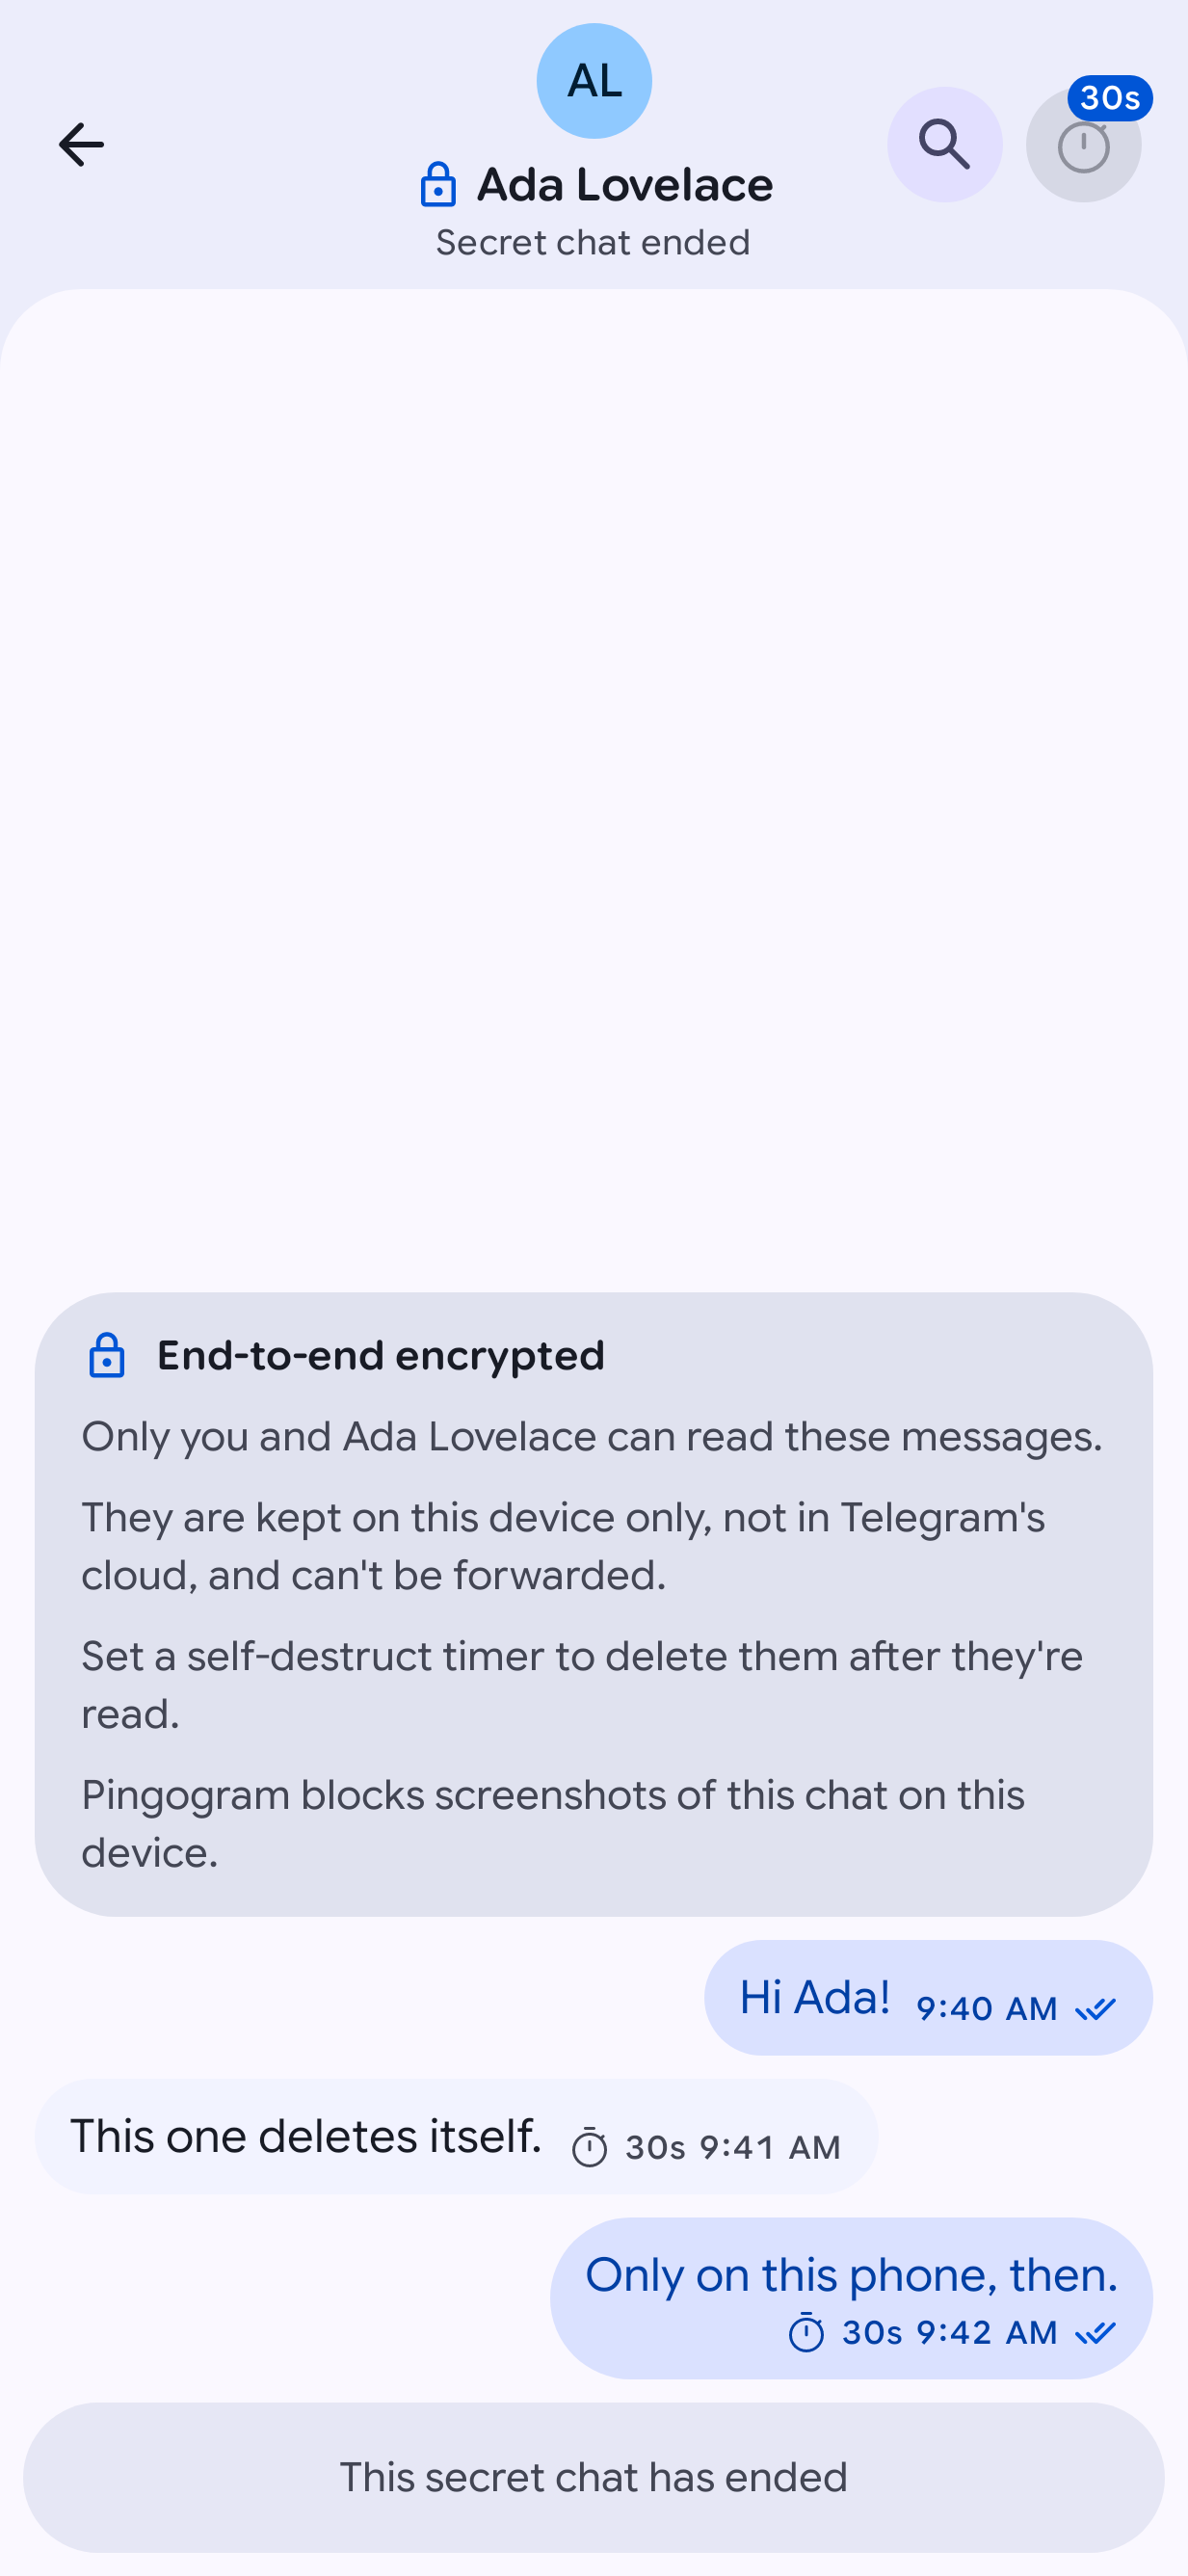 AL
30s
Ada Lovelace
Secret chat ended
End-to-end encrypted
Only you and Ada Lovelace can read these messages.
They are kept on this device only, not in Telegram's
cloud, and can't be forwarded.
Set a self-destruct timer to delete them after they're
read.
Pingogram blocks screenshots of this chat on this
device.
Hi Ada! 9:40 AM
This one deletes itself. 30s 9:41 AM
Only on this phone, then.
30s 9:42 AM
This secret chat has ended